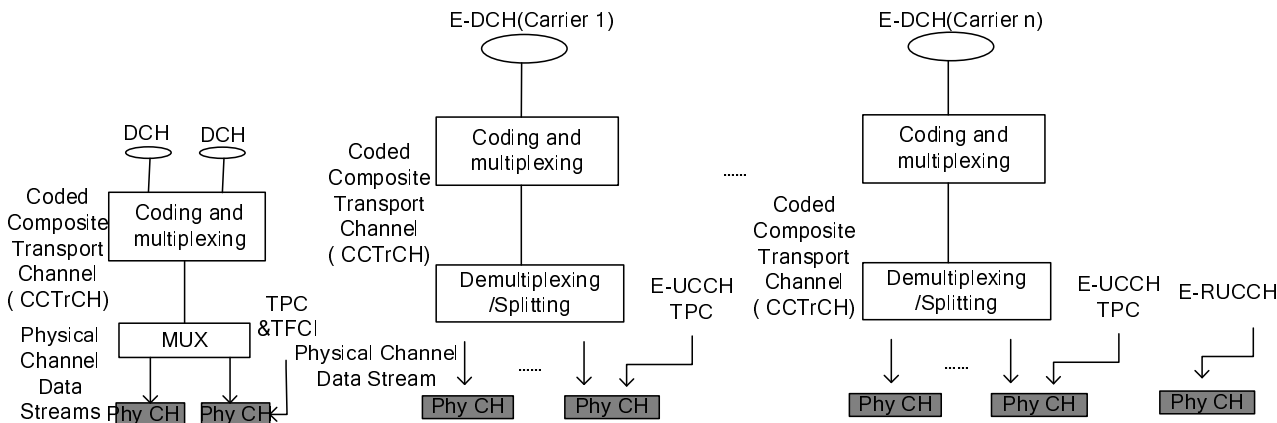 E-DCH(Carrier 1)
E-DCH(Carrier n)
DCH
DCH
Coded
Composite
Transport
Channel
( CCTrCH)
Coding and
multiplexing
MUX
TPC
&TFCI
Physical
Channel
Data
Streams
Phy CH
Phy CH
Coded
Composite
Transport
Channel
( CCTrCH)
Coding and
multiplexing
Demultiplexing
/Splitting
E-UCCH
TPC
Physical Channel
Data Stream
......
Phy CH
Phy CH
......
Coded
Composite
Transport
Channel
( CCTrCH)
Coding and
multiplexing
Demultiplexing
/Splitting
E-UCCH
TPC
E-RUCCH
......
Phy CH
Phy CH
Phy CH